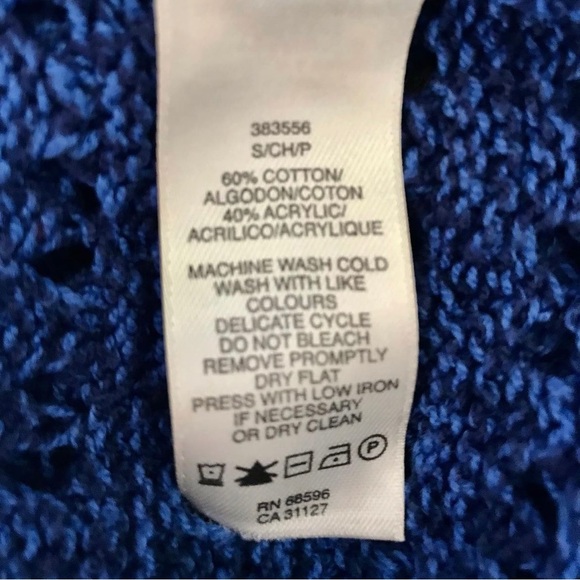 383556
S/CH/P
60% COTTON/
ALGODON/COTON
40% ACRYLIC/
ACRILICO/ACRYLIQUE
MACHINE WASH COLD
WASH WITH LIKE
COLOURS
DELICATE CYCLE
DO NOT BLEACH
REMOVE PROMPTLY
DRY FLAT
PRESS WITH LOW IRON
IF NECESSARY
OR DRY CLEAN
P
RN 68596
CA 31127